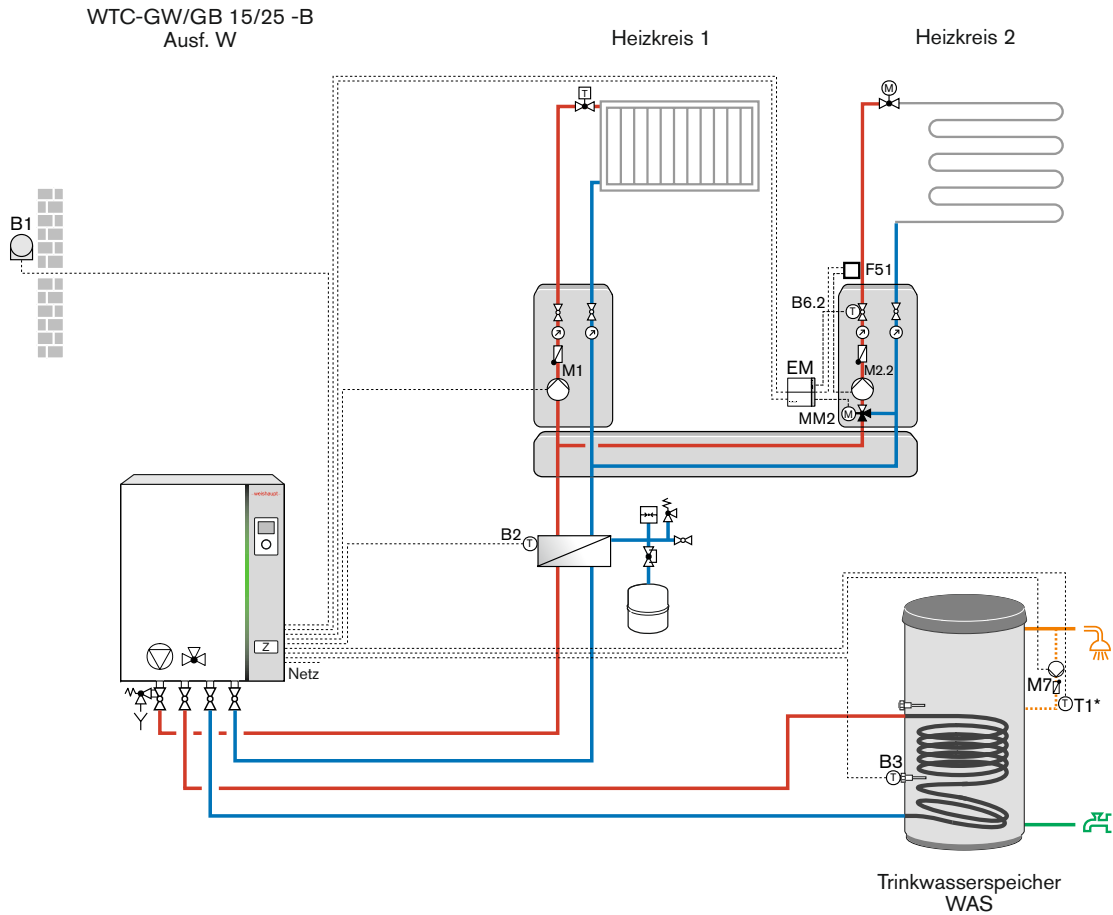 WTC-GW/GB 15/25 -B
Ausf. W
Heizkreis 1
Heizkreis 2
T
M
B1
F51
B6.2
T
M1
EM
M2.2
MM2
M
-weishaupt-
B2
T
Z
Netz
M7
T
T1*
B3
T
Trinkwasserspeicher
WAS